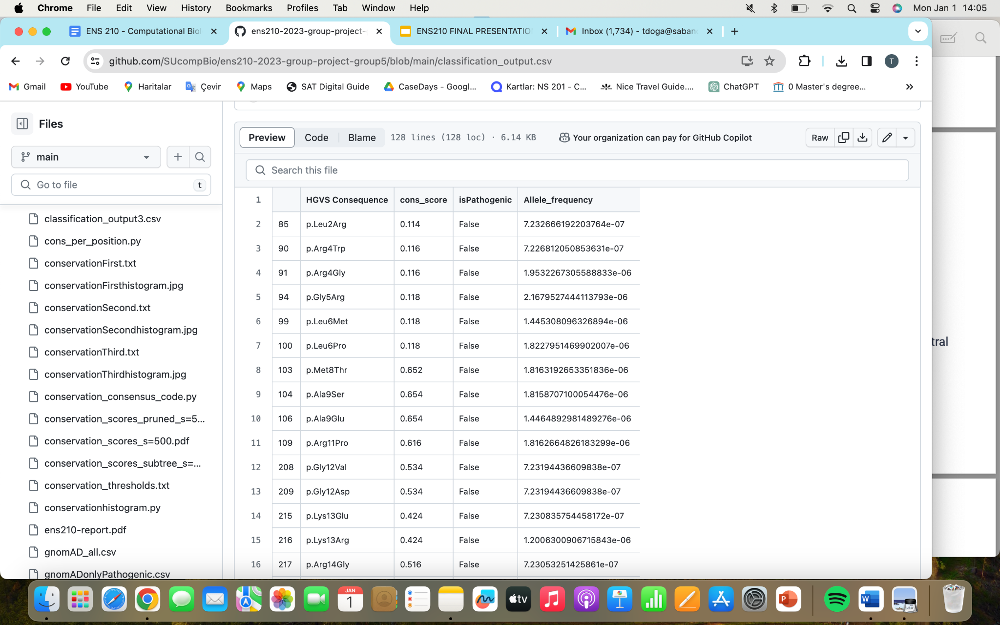 Chrome File Edit View History Bookmarks Profiles Tab Window Help Mon Jan 1 14:05
ENS 210 - Computational Biol ens210-2023-group-project- ENS210 FINAL PRESENTATIO Inbox (1,734) - tdoga@saban
github.com/SUcompBio/ens210-2023-group-project-group5/blob/main/classification_output.csv T
Gmail YouTube Haritalar Çevir Maps SAT Digital Guide CaseDays - Googl... Kartlar: NS 201 - C... Nice Travel Guide.... ChatGPT 0 Master's degree...
Files
main
Go to file t
classification_output3.csv
cons_per_position.py
conservationFirst.txt
conservationFirsthistogram.jpg
conservationSecond.txt
conservationSecondhistogram.jpg
conservationThird.txt
conservationThirdhistogram.jpg
conservation_consensus_code.py
conservation_scores_pruned_s=5...
conservation_scores_s=500.pdf
conservation_scores_subtree_s=...
conservation_thresholds.txt
conservationhistogram.py
ens210-report.pdf
gnomAD_all.csv
gnomADonlyPathogenic.csv
Preview Code Blame 128 lines (128 loc) · 6.14 KB Your organization can pay for GitHub Copilot Raw
Search this file
1 HGVS Consequence cons_score isPathogenic Allele_frequency
2 85 p.Leu2Arg 0.114 False 7.232666192203764e-07
3 90 p.Arg4Trp 0.116 False 7.226812050853631e-07
4 91 p.Arg4Gly 0.116 False 1.9532267305588833e-06
5 94 p.Gly5Arg 0.118 False 2.1679527444113793e-06
6 99 p.Leu6Met 0.118 False 1.445308096326894e-06
7 100 p.Leu6Pro 0.118 False 1.8227951469902007e-06
8 103 p.Met8Thr 0.652 False 1.8163192653351836e-06
9 104 p.Ala9Ser 0.654 False 1.8158707100054476e-06
10 106 p.Ala9Glu 0.654 False 1.4464892981489276e-06
11 109 p.Arg11Pro 0.616 False 1.8162664826183299e-06
12 208 p.Gly12Val 0.534 False 7.23194436609838e-07
13 209 p.Gly12Asp 0.534 False 7.23194436609838e-07
14 215 p.Lys13Glu 0.424 False 7.230835754458172e-07
15 216 p.Lys13Arg 0.424 False 1.2006300906715843e-06
16 217 p.Arg14Gly 0.516 False 7.23053251425861e-07
tral
JAN
1
tv
P
W